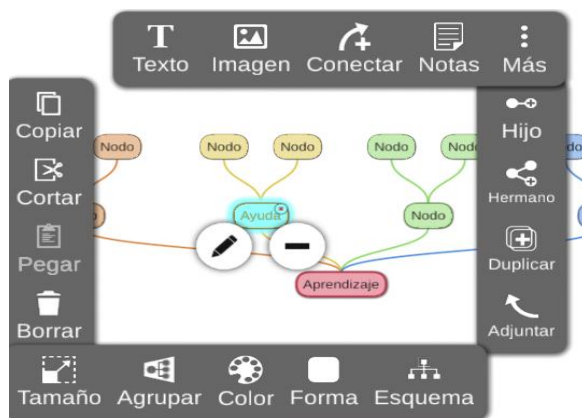 Texto Imagen Conectar Notas Más
Copiar
Hijo
Nodo Nodo Nodo Nodo Nodo
Cortar
Hermano
Ayuda Nodo
Pegar
Duplicar
Aprendizaje
Borrar
Adjuntar
Tamaño Agrupar Color Forma Esquema